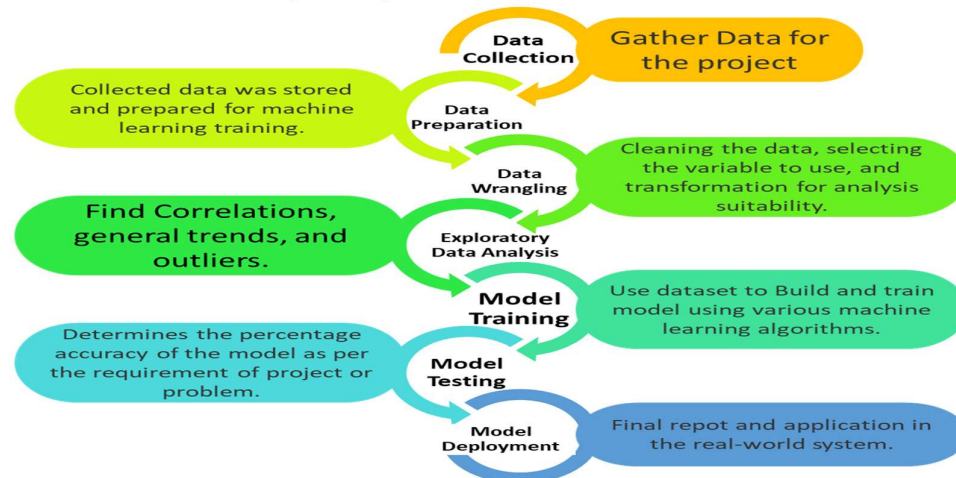 Data
Collection
Gather Data for
the project
Collected data was stored
and prepared for machine
learning training.
Data
Preparation
Data
Wrangling
Cleaning the data, selecting
the variable to use, and
transformation for analysis
suitability.
Find Correlations,
general trends, and
outliers.
Exploratory
Data Analysis
Model
Training
Use dataset to Build and train
model using various machine
learning algorithms.
Determines the percentage
accuracy of the model as per
the requirement of project or
problem.
Model
Testing
Model
Deployment
Final repot and application in
the real-world system.